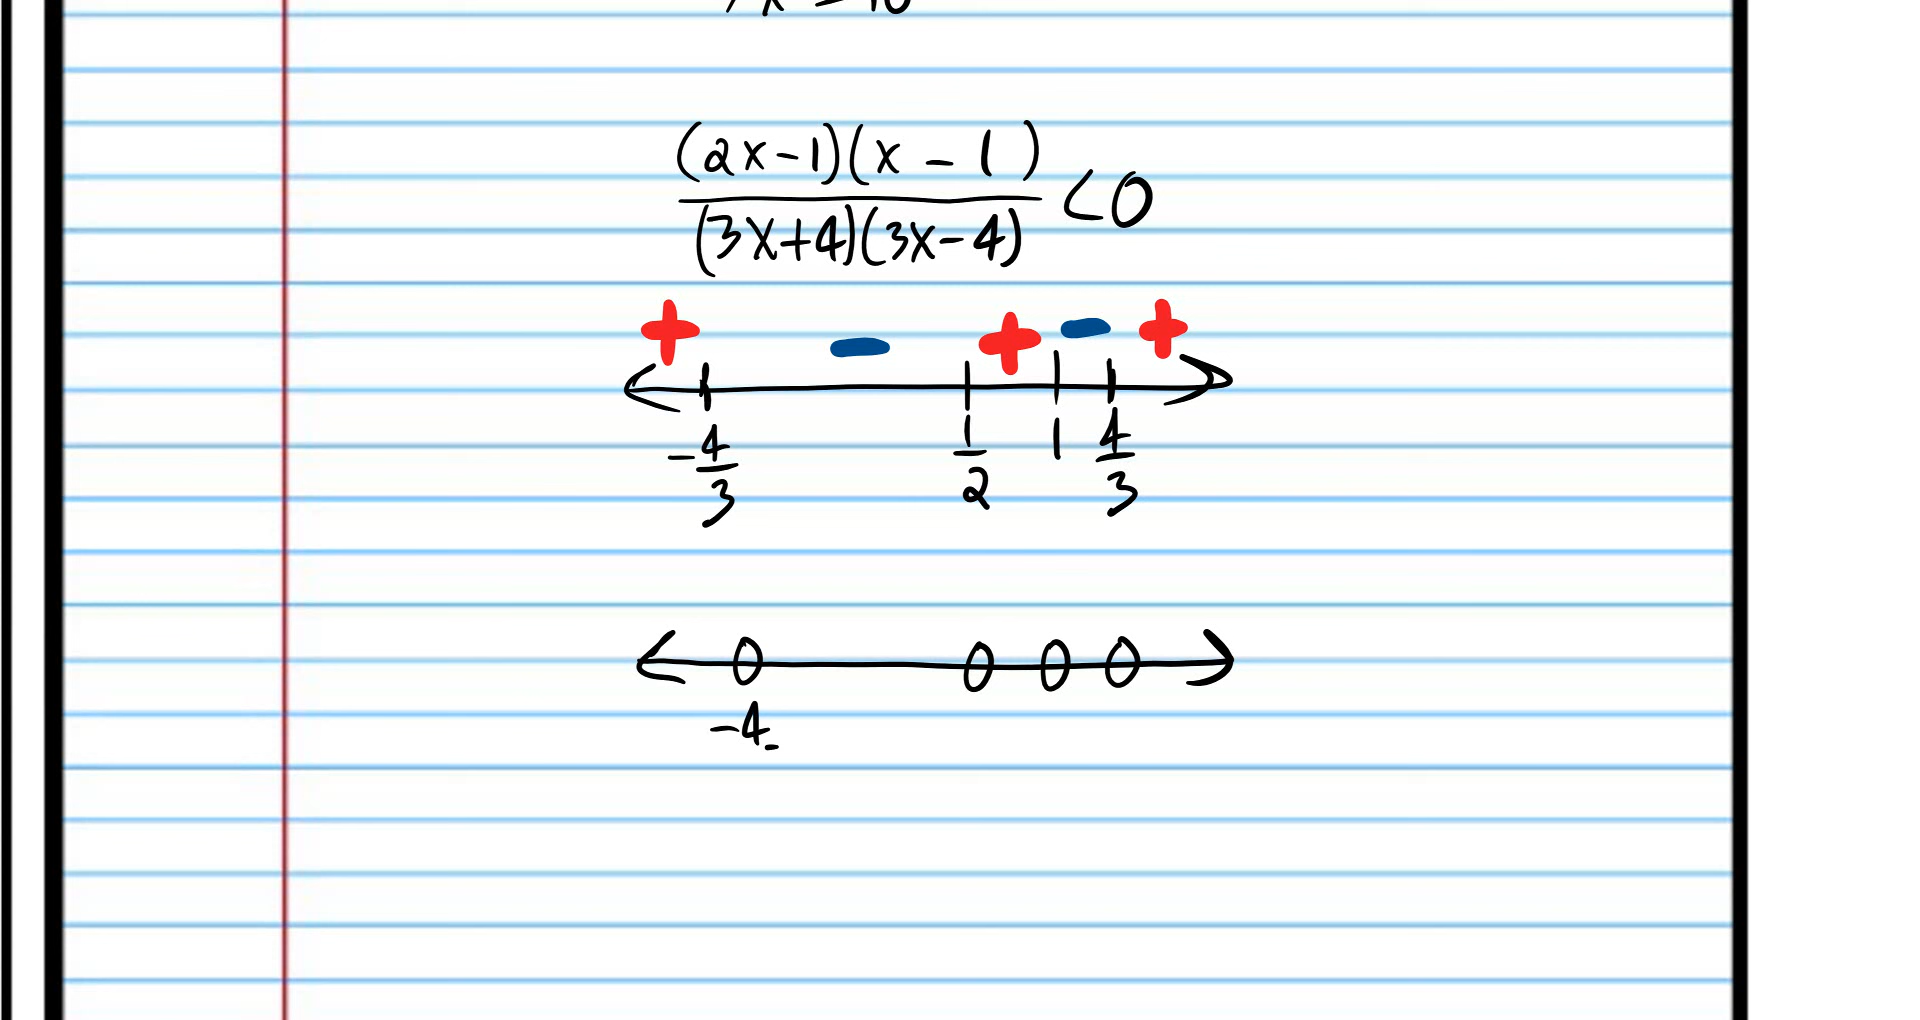 (2x-1)(x-1)
(3x+4)(3x-4)
<0
+ - + - +
-4/3 1/2 1 4/3
-4